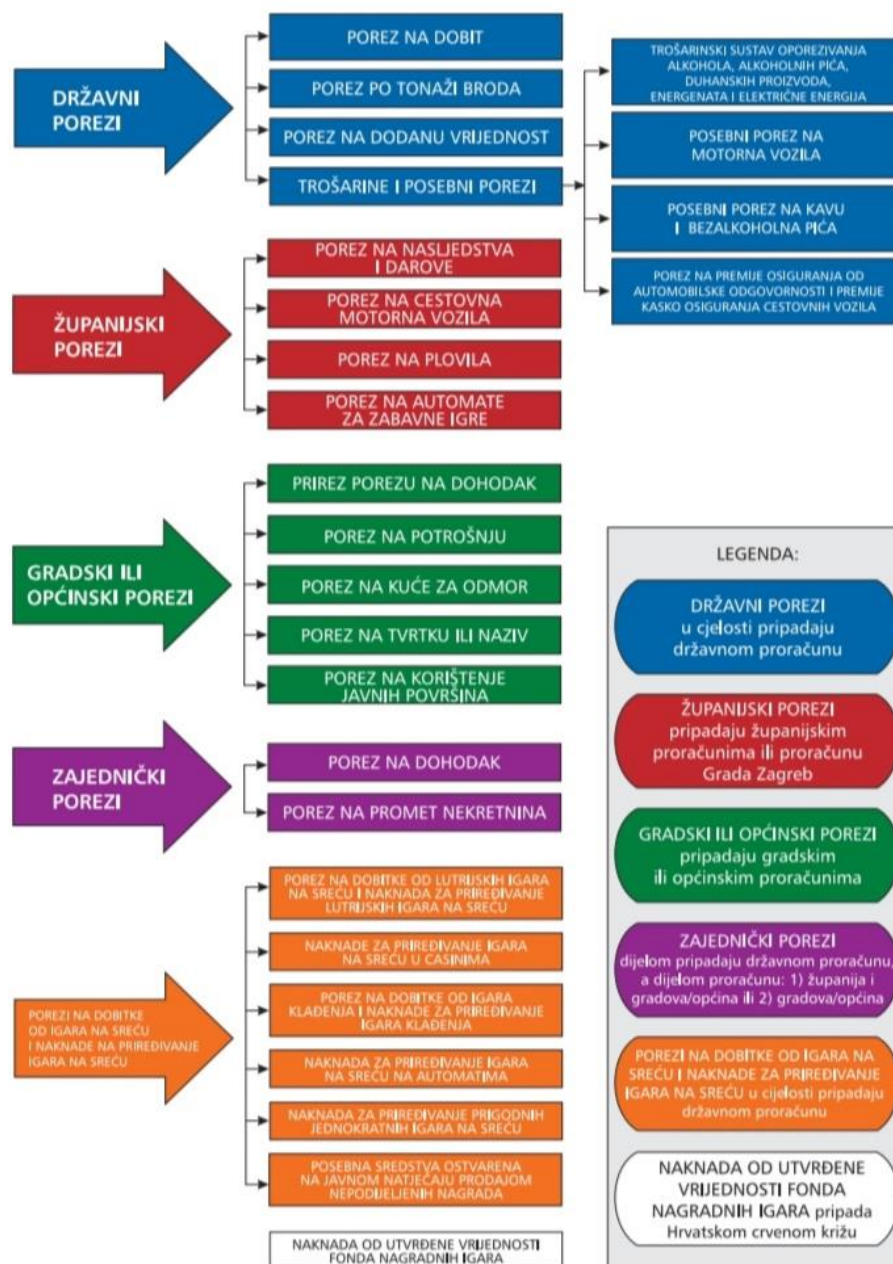 DRŽAVNI
POREZI
POREZ NA DOBIT
POREZ PO TONAŽI BRODA
POREZ NA DODANU VRIJEDNOST
TROŠARINE I POSEBNI POREZI
TROŠARINSKI SUSTAV OPOREZIVANJA
ALKOHOLA, ALKOHOLNIH PIĆA,
DUHANSKIH PROIZVODA,
ENERGENATA I ELEKTRIČNE ENERGIJA
POSEBNI POREZ NA
MOTORNA VOZILA
POSEBNI POREZ NA KAVU
I BEZALKOHOLNA PIĆA
POREZ NA PREMIJE OSIGURANJA OD
AUTOMOBILSKE ODGOVORNOSTI I PREMIJE
KASKO OSIGURANJA CESTOVNIH VOZILA
ŽUPANIJSKI
POREZI
POREZ NA NASLJEDSTVA
I DAROVE
POREZ NA CESTOVNA
MOTORNA VOZILA
POREZ NA PLOVILA
POREZ NA AUTOMATE
ZA ZABAVNE IGRE
GRADSKI ILI
OPĆINSKI POREZI
PRIREZ POREZU NA DOHODAK
POREZ NA POTROŠNJU
POREZ NA KUĆE ZA ODMOR
POREZ NA TVRTKU ILI NAZIV
POREZ NA KORIŠTENJE
JAVNIH POVRŠINA
ZAJEDNIČKI
POREZI
POREZ NA DOHODAK
POREZ NA PROMET NEKRETNINA
POREZI NA DOBITKE
OD IGARA NA SREĆU
I NAKNADE NA PRIREĐIVANJE
IGARA NA SREĆU
POREZ NA DOBITKE OD LUTRIJSKIH IGARA
NA SREĆU I NAKNADA ZA PRIREĐIVANJE
LUTRIJSKIH IGARA NA SREĆU
NAKNADE ZA PRIREĐIVANJE IGARA
NA SREĆU U CASINIMA
POREZ NA DOBITKE OD IGARA
KLAĐENJA I NAKNADE ZA PRIREĐIVANJE
IGARA KLAĐENJA
NAKNADA ZA PRIREĐIVANJE IGARA
NA SREĆU NA AUTOMATIMA
NAKNADA ZA PRIREĐIVANJE PRIGODNIH
JEDNOKRATNIH IGARA NA SREĆU
POSEBNA SREDSTVA OSTVARENA
NA JAVNOM NATJEČAJU PRODAJOM
NEPODIJELJENIH NAGRADA
NAKNADA OD UTVRĐENE VRIJEDNOSTI
FONDA NAGRADNIH IGARA
LEGENDA:
DRŽAVNI POREZI
u cjelosti pripadaju
državnom proračunu
ŽUPANIJSKI POREZI
pripadaju županijskim
proračunima ili proračunu
Grada Zagreb
GRADSKI ILI OPĆINSKI POREZI
pripadaju gradskim
ili općinskim proračunima
ZAJEDNIČKI POREZI
dijelom pripadaju državnom proračunu,
a dijelom proračunu: 1) županija i
gradova/općina ili 2) gradova/općina
POREZI NA DOBITKE OD IGARA NA
SREĆU I NAKNADE ZA PRIREĐIVANJE
IGARA NA SREĆU u cijelosti pripadaju
državnom proračunu
NAKNADA OD UTVRĐENE
VRIJEDNOSTI FONDA
NAGRADNIH IGARA pripada
Hrvatskom crvenom križu